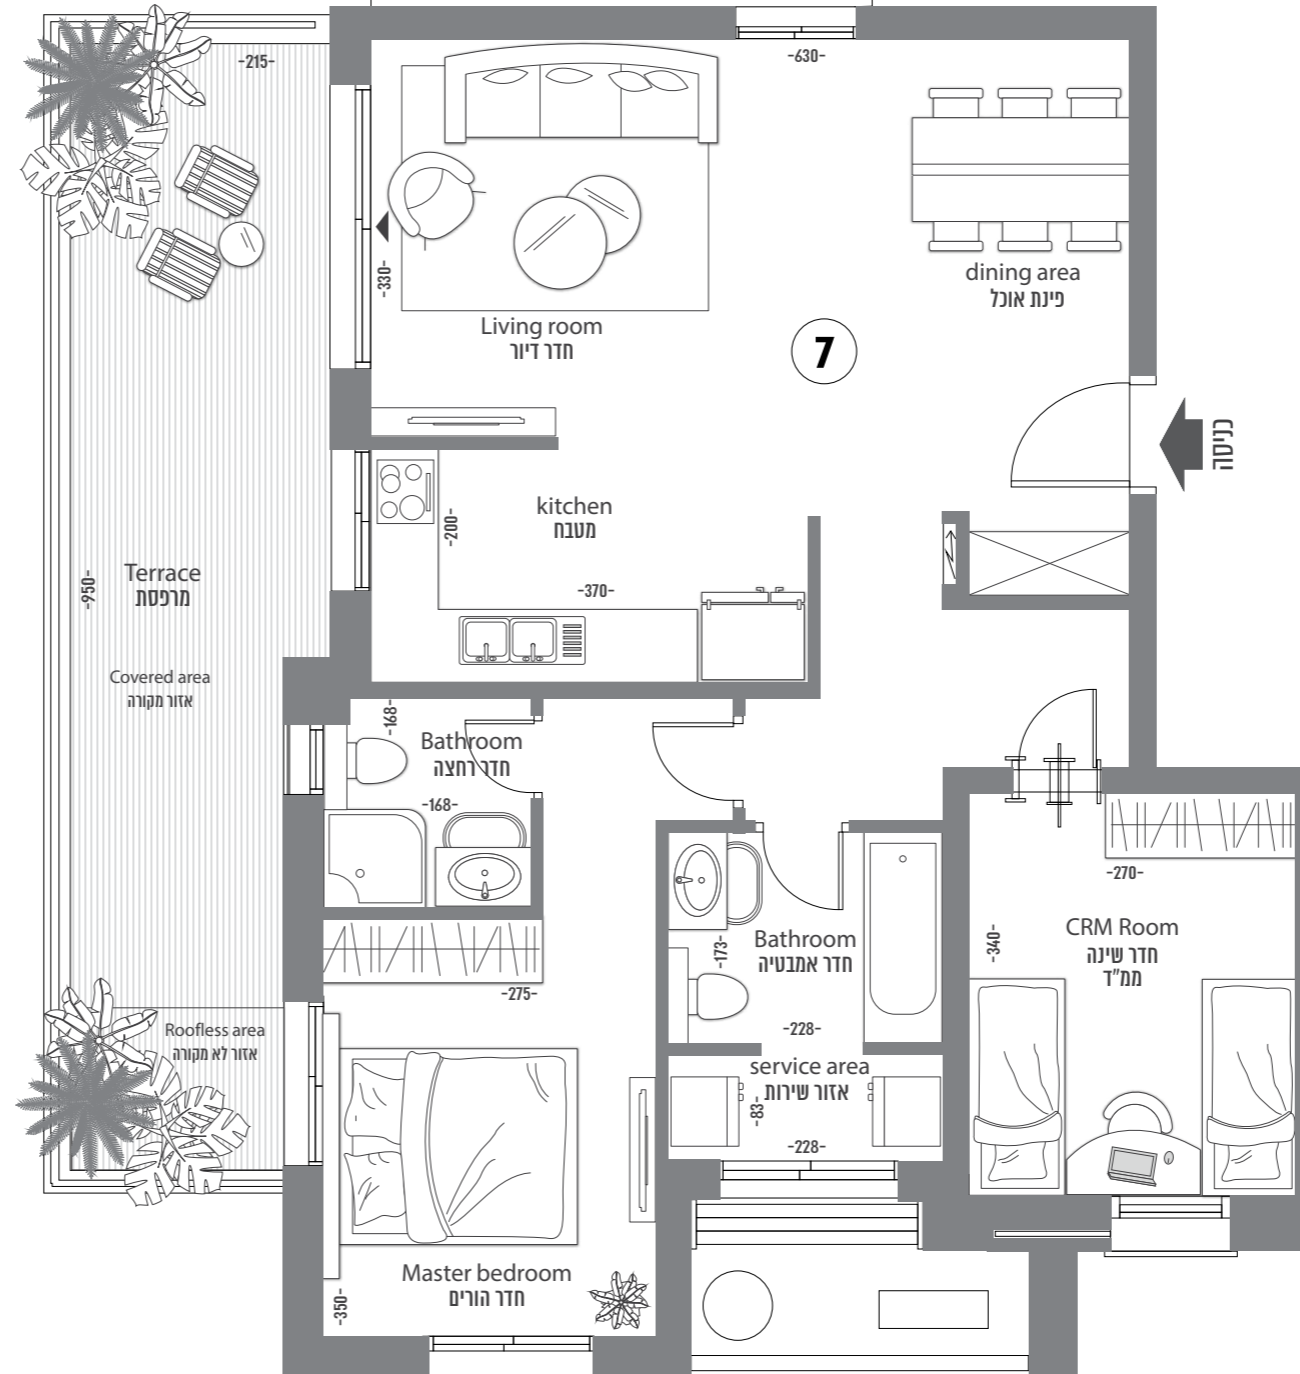 -215-
-630-
dining area
פינת אוכל
-330-
Living room
חדר דיור
7
כניסה
kitchen
מטבח
-200-
-370-
Terrace
מרפסת
-950-
Covered area
אזור מקורה
-168-
Bathroom
חדר רחצה
-168-
-270-
CRM Room
חדר שינה
ממ"ד
-340-
Bathroom
חדר אמבטיה
-173-
-228-
-275-
Roofless area
אזור לא מקורה
service area
אזור שירות
-83-
-228-
Master bedroom
חדר הורים
-350-